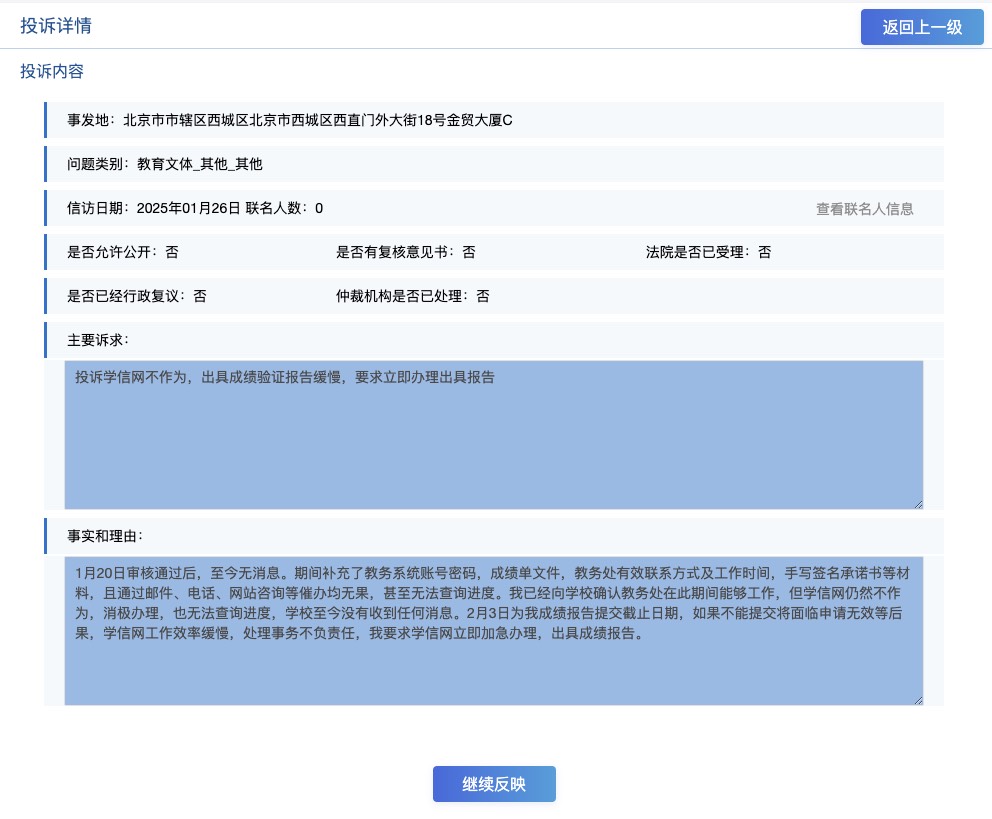 投诉详情
返回上一级
投诉内容
事发地：北京市市辖区西城区北京市西城区西直门外大街18号金贸大厦C
问题类别：教育文体_其他_其他
信访日期：2025年01月26日 联名人数：0 查看联名人信息
是否允许公开：否 是否有复核意见书：否 法院是否已受理：否
是否已经行政复议：否 仲裁机构是否已处理：否
主要诉求：
投诉学信网不作为，出具成绩验证报告缓慢，要求立即办理出具报告
事实和理由：
1月20日审核通过后，至今无消息。期间补充了教务系统账号密码，成绩单文件，教务处有效联系方式及工作时间，手写签名承诺书等材
料，且通过邮件、电话、网站咨询等催办均无果，甚至无法查询进度。我已经向学校确认教务处在此期间能够工作，但学信网仍然不作
为，消极办理，也无法查询进度，学校至今没有收到任何消息。2月3日为我成绩报告提交截止日期，如果不能提交将面临申请无效等后
果，学信网工作效率缓慢，处理事务不负责任，我要求学信网立即加急办理，出具成绩报告。
继续反映